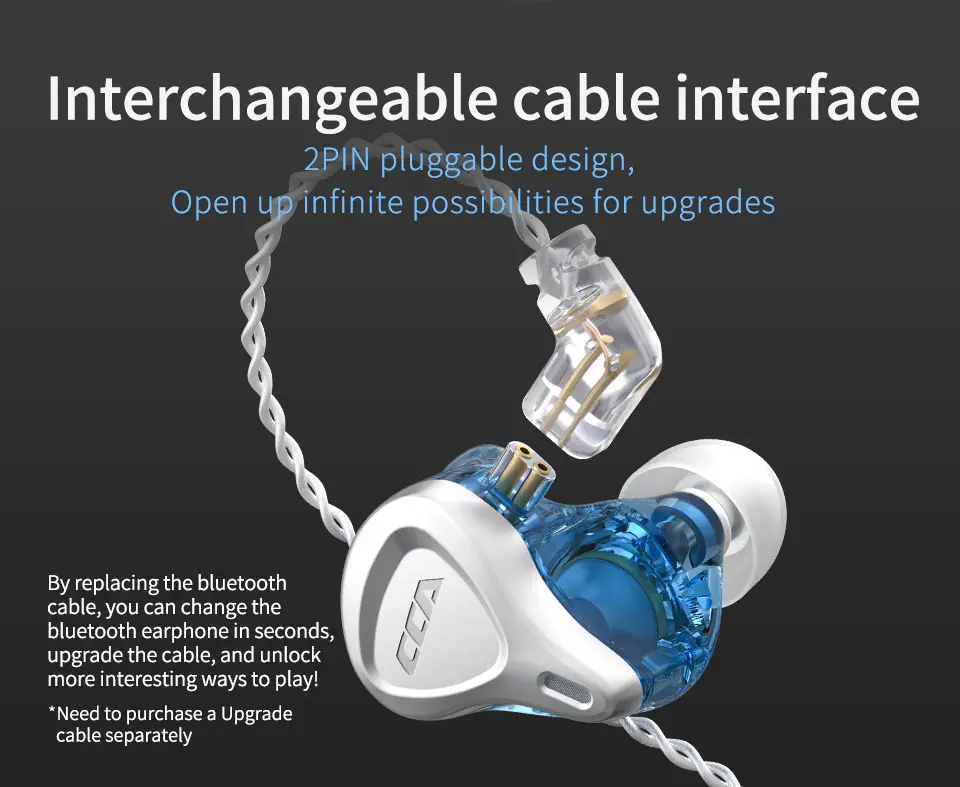 Interchangeable cable interface
2PIN pluggable design,
Open up infinite possibilities for upgrades
By replacing the bluetooth
cable, you can change the
bluetooth earphone in seconds,
upgrade the cable, and unlock
more interesting ways to play!
*Need to purchase a Upgrade
cable separately
CCA